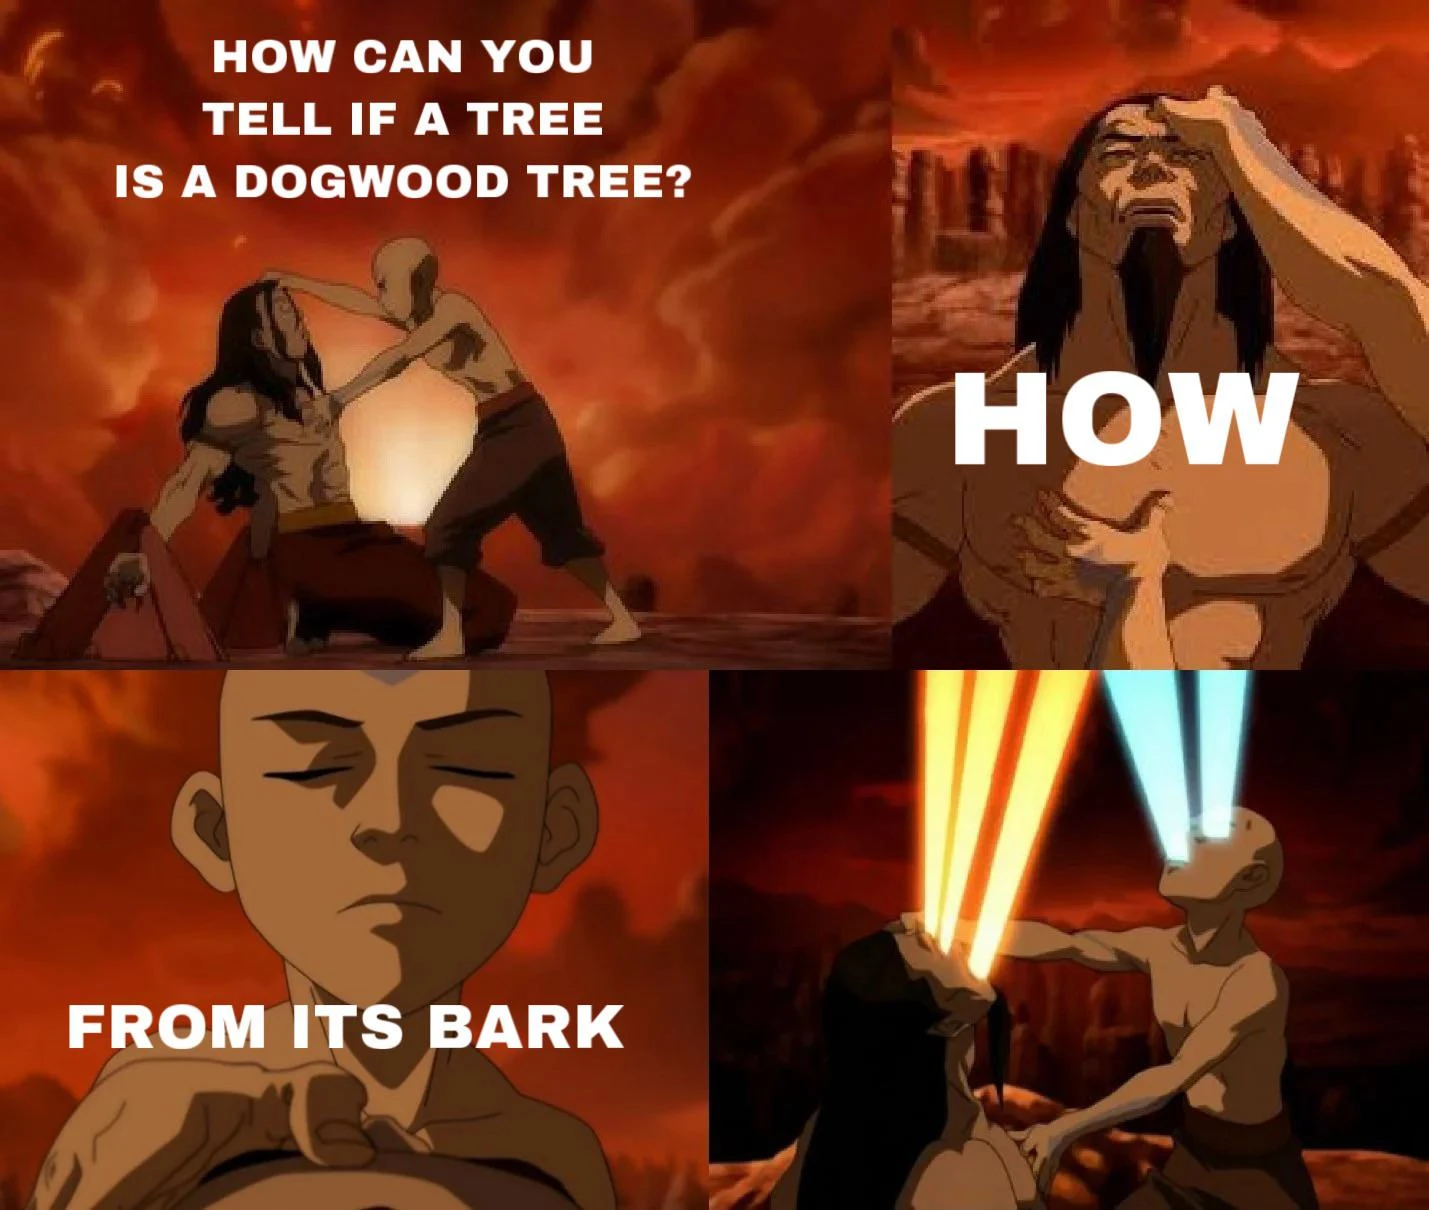 HOW CAN YOU
TELL IF A TREE
IS A DOGWOOD TREE?
HOW
FROM ITS BARK